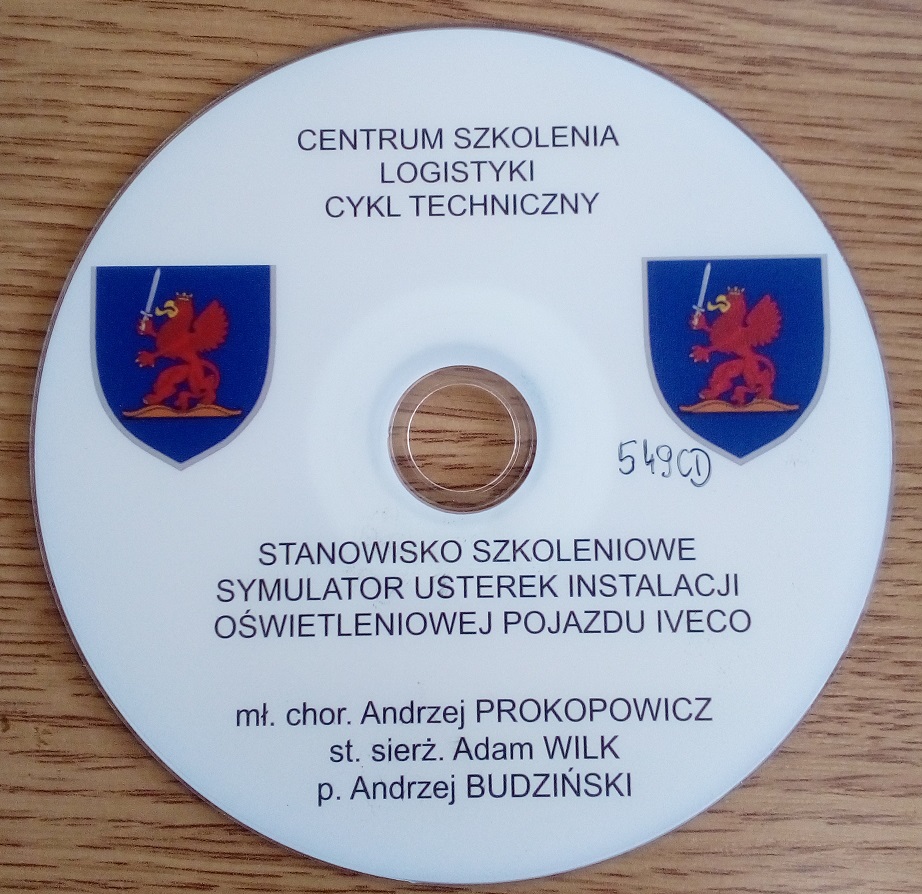 CENTRUM SZKOLENIA
LOGISTYKI
CYKL TECHNICZNY
549CD
STANOWISKO SZKOLENIOWE
SYMULATOR USTEREK INSTALACJI
OŚWIETLENIOWEJ POJAZDU IVECO
mł. chor. Andrzej PROKOPOWICZ
st. sierż. Adam WILK
p. Andrzej BUDZIŃSKI